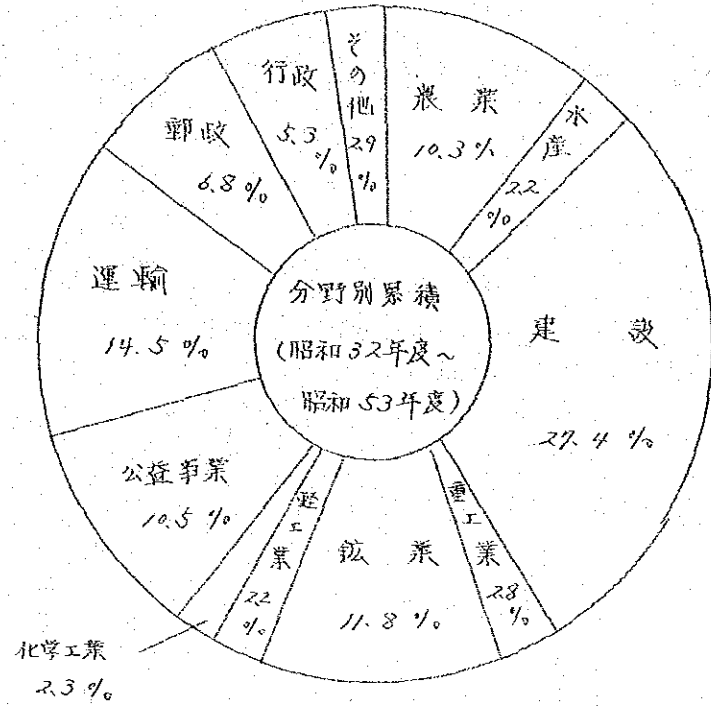 分野別累積
(昭和32年度~
昭和53年度)
農業
10.3%
水産
2.2
%
建設
27.4%
重工業
2.8
%
鉱業
11.8%
軽工業
2.2
%
化学工業
2.3%
公益事業
10.5%
運輸
14.5%
郵政
6.8%
行政
5.3
%
その他
2.9
%